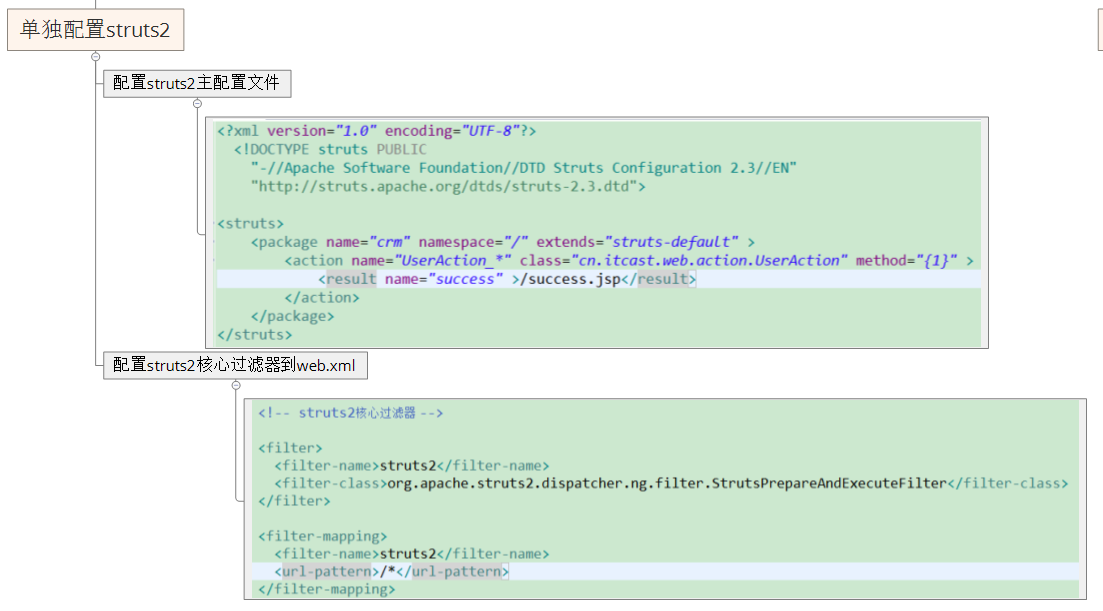 单独配置struts2
配置struts2主配置文件
<?xml version="1.0" encoding="UTF-8"?>
<!DOCTYPE struts PUBLIC
"-//Apache Software Foundation//DTD Struts Configuration 2.3//EN"
"http://struts.apache.org/dtds/struts-2.3.dtd">
<struts>
<package name="crm" namespace="/" extends="struts-default" >
<action name="UserAction_*" class="cn.itcast.web.action.UserAction" method="{1}" >
<result name="success" >/success.jsp</result>
</action>
</package>
</struts>
配置struts2核心过滤器到web.xml
<!-- struts2核心过滤器 -->
<filter>
<filter-name>struts2</filter-name>
<filter-class>org.apache.struts2.dispatcher.ng.filter.StrutsPrepareAndExecuteFilter</filter-class>
</filter>
<filter-mapping>
<filter-name>struts2</filter-name>
<url-pattern>/*</url-pattern>
</filter-mapping>